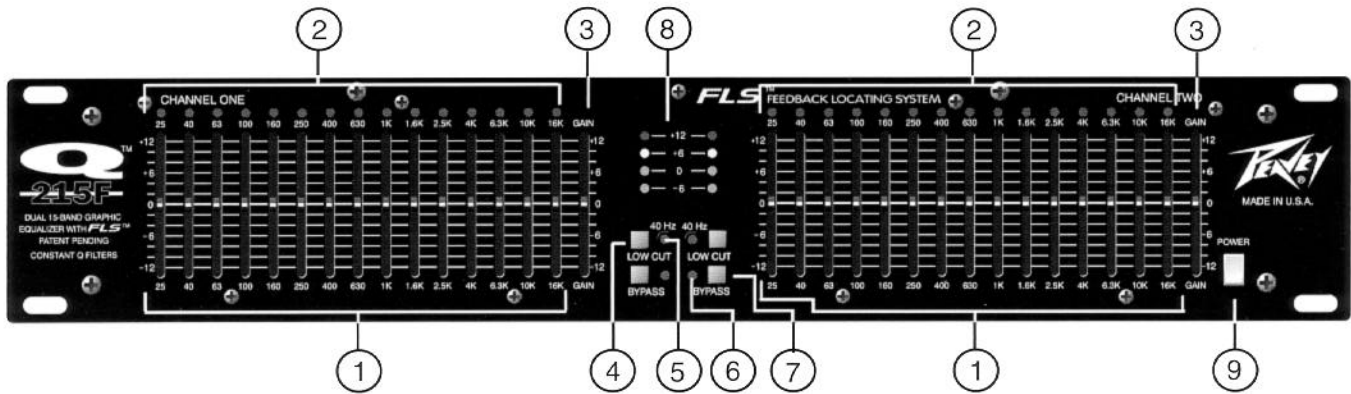 2 3 8 2 3
CHANNEL ONE FLS™ FEEDBACK LOCATING SYSTEM CHANNEL TWO
25 40 63 100 160 250 400 630 1K 1.6K 2.5K 4K 6.3K 10K 16K GAIN
25 40 63 100 160 250 400 630 1K 1.6K 2.5K 4K 6.3K 10K 16K GAIN
+12 +12 +12 +12 +12
+6 +6 +6 +6 +6
0 0 0 0 0
-6 -6 -6 -6 -6
-12 -12 -12 -12
Q™
215F
DUAL 15-BAND GRAPHIC
EQUALIZER WITH FLS™
PATENT PENDING
CONSTANT Q FILTERS
40 Hz 40 Hz
LOW CUT LOW CUT
BYPASS BYPASS
25 40 63 100 160 250 400 630 1K 1.6K 2.5K 4K 6.3K 10K 16K GAIN
25 40 63 100 160 250 400 630 1K 1.6K 2.5K 4K 6.3K 10K 16K GAIN
PEAVEY®
MADE IN U.S.A.
POWER
1 4 5 6 7 1 9